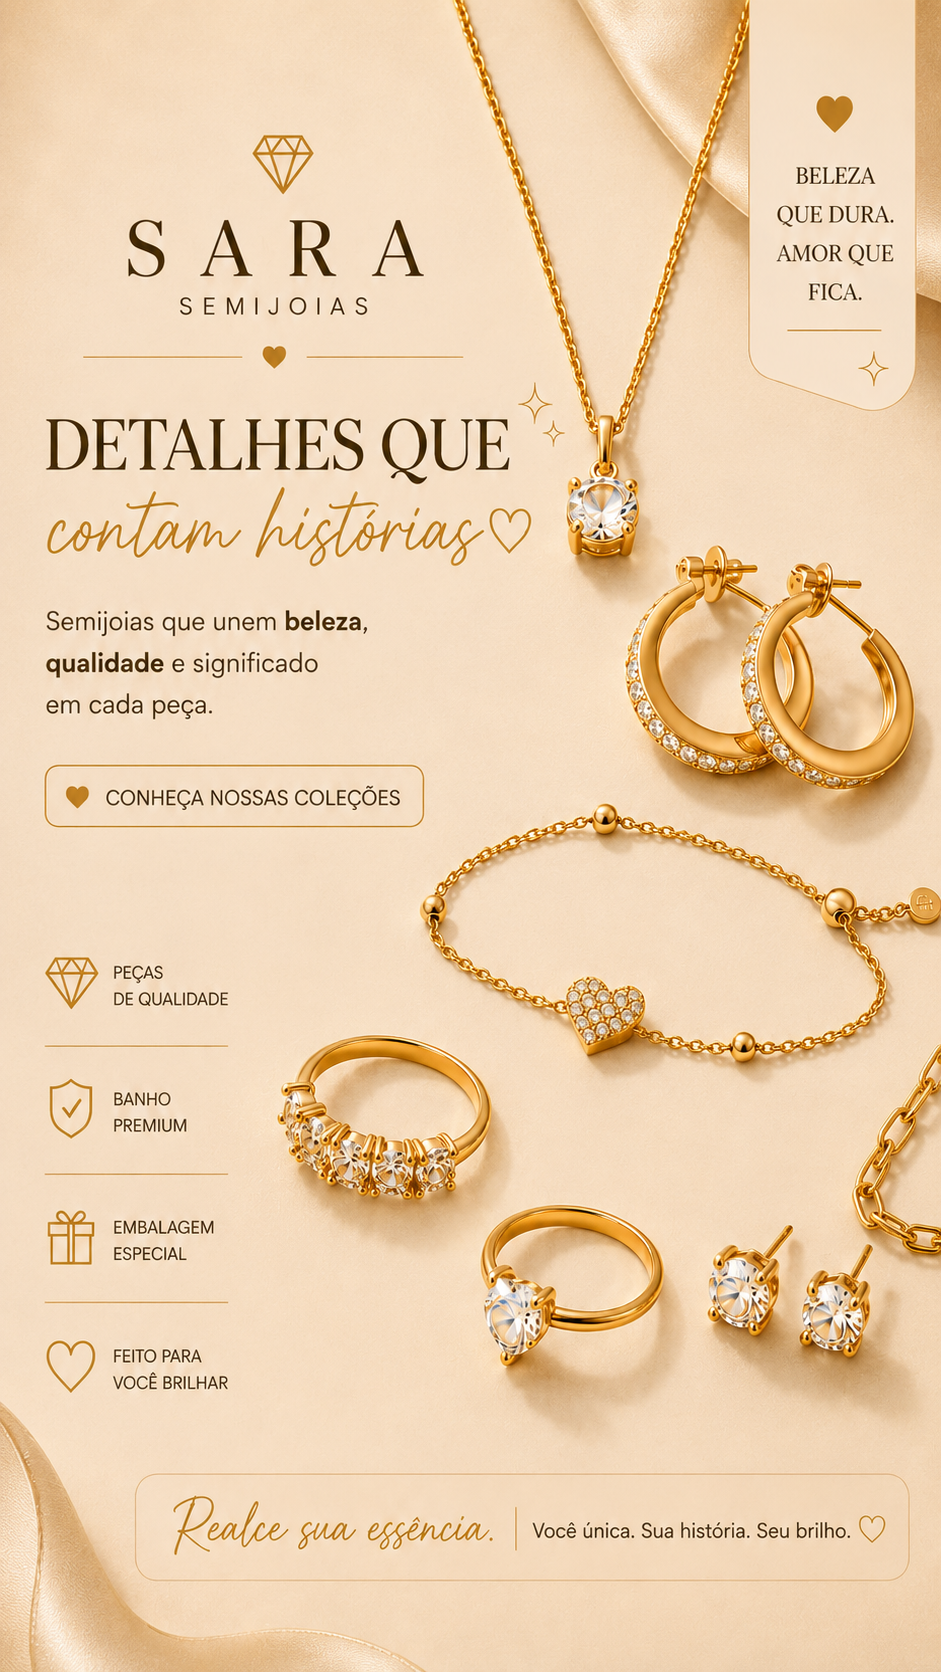 SARA
SEMIJOIAS
BELEZA
QUE DURA.
AMOR QUE
FICA.
DETALHES QUE
contam histórias
Semijoias que unem beleza,
qualidade e significado
em cada peça.
CONHEÇA NOSSAS COLEÇÕES
PEÇAS
DE QUALIDADE
BANHO
PREMIUM
EMBALAGEM
ESPECIAL
FEITO PARA
VOCÊ BRILHAR
Realce sua essência.
Você única. Sua história. Seu brilho.